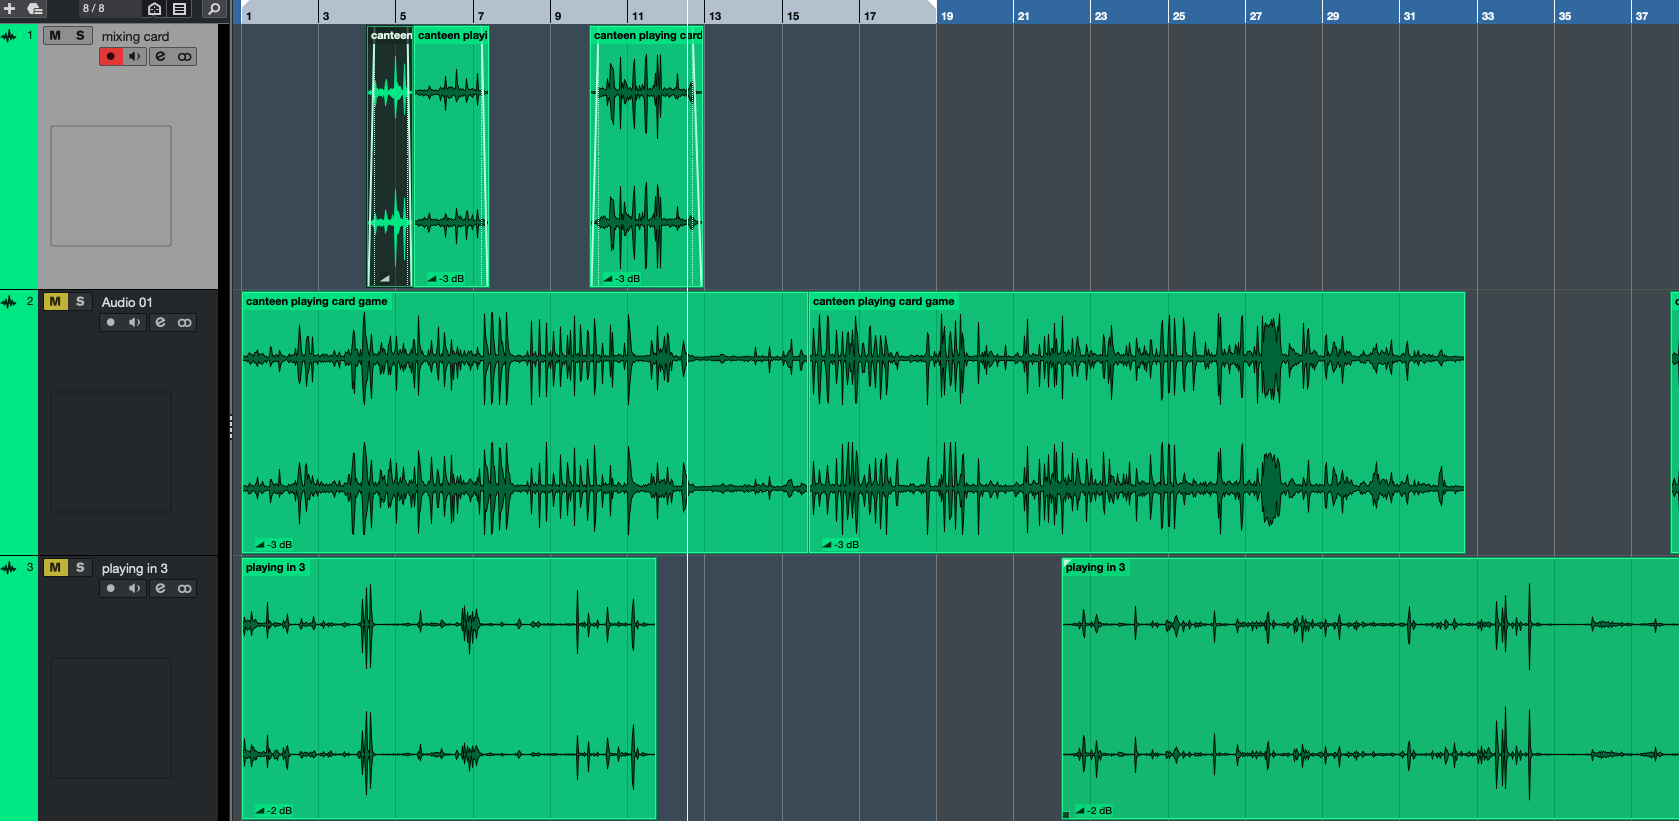 8 / 8
1 3 5 7 9 11 13 15 17 19 21 23 25 27 29 31 33 35 37
1 M S mixing card
canteen canteen playi canteen playing card
e
-3 dB -3 dB
2 M S Audio 01
canteen playing card game canteen playing card game c
e
-3 dB -3 dB
3 M S playing in 3
playing in 3 playing in 3
e
-2 dB -2 dB